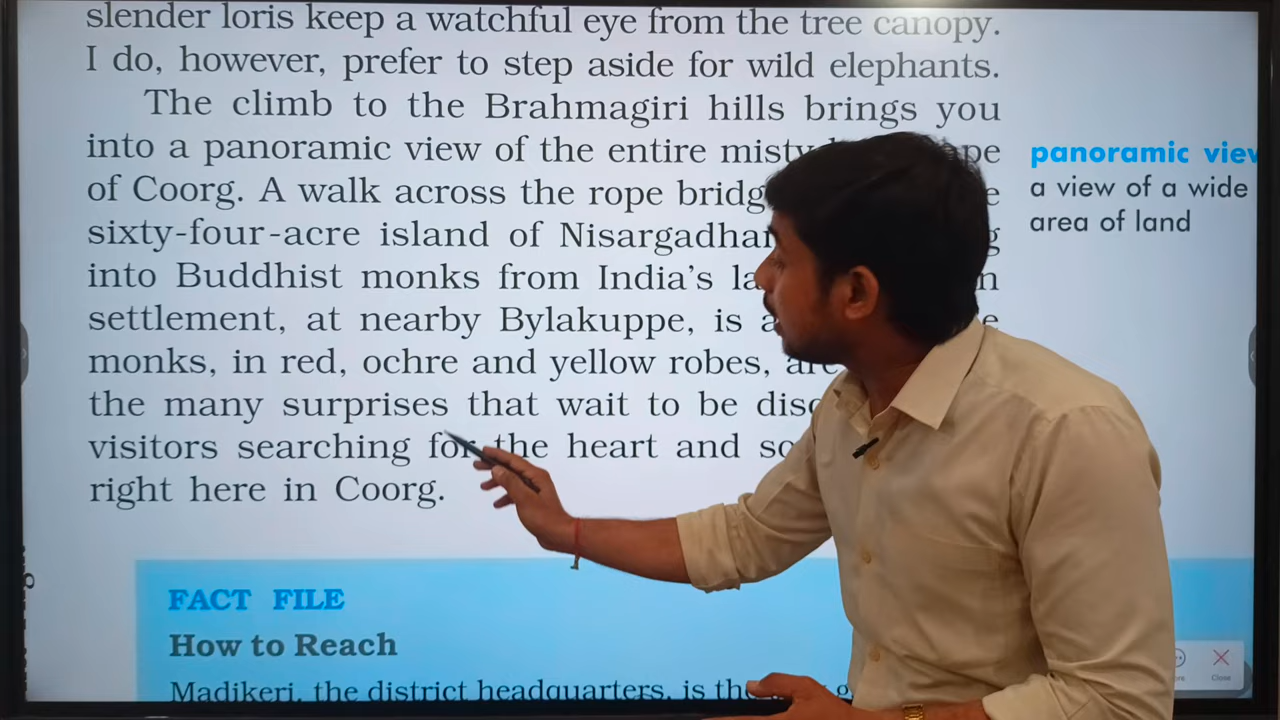 slender loris keep a watchful eye from the tree canopy.
I do, however, prefer to step aside for wild elephants.
The climb to the Brahmagiri hills brings you
into a panoramic view of the entire misty
of Coorg. A walk across the rope
sixty-four-acre island of
into Buddhist monks from India's
settlement, at nearby Bylakuppe, is
monks, in red, ochre and yellow robes, are
the many surprises that wait to be
visitors searching for the heart and
right here in Coorg.
panoramic view
a view of a wide
area of land
FACT FILE
How to Reach
Madikeri, the district headquarters, is the
Close